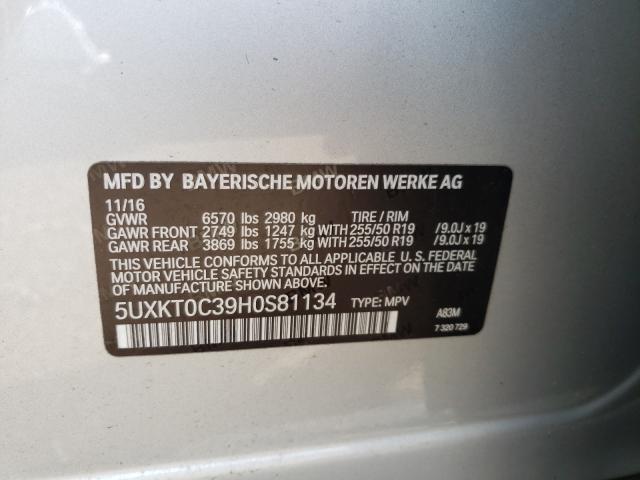 MFD BY BAYERISCHE MOTOREN WERKE AG
11/16
GVWR 6570 lbs 2980 kg TIRE / RIM
GAWR FRONT 2749 lbs 1247 kg WITH 255/50 R19 / 9.0J x 19
GAWR REAR 3869 lbs 1755 kg WITH 255/50 R19 / 9.0J x 19
THIS VEHICLE CONFORMS TO ALL APPLICABLE U. S. FEDERAL
MOTOR VEHICLE SAFETY STANDARDS IN EFFECT ON THE DATE
OF MANUFACTURE SHOWN ABOVE.
5UXKT0C39H0S81134 TYPE: MPV A83M
7 320 729